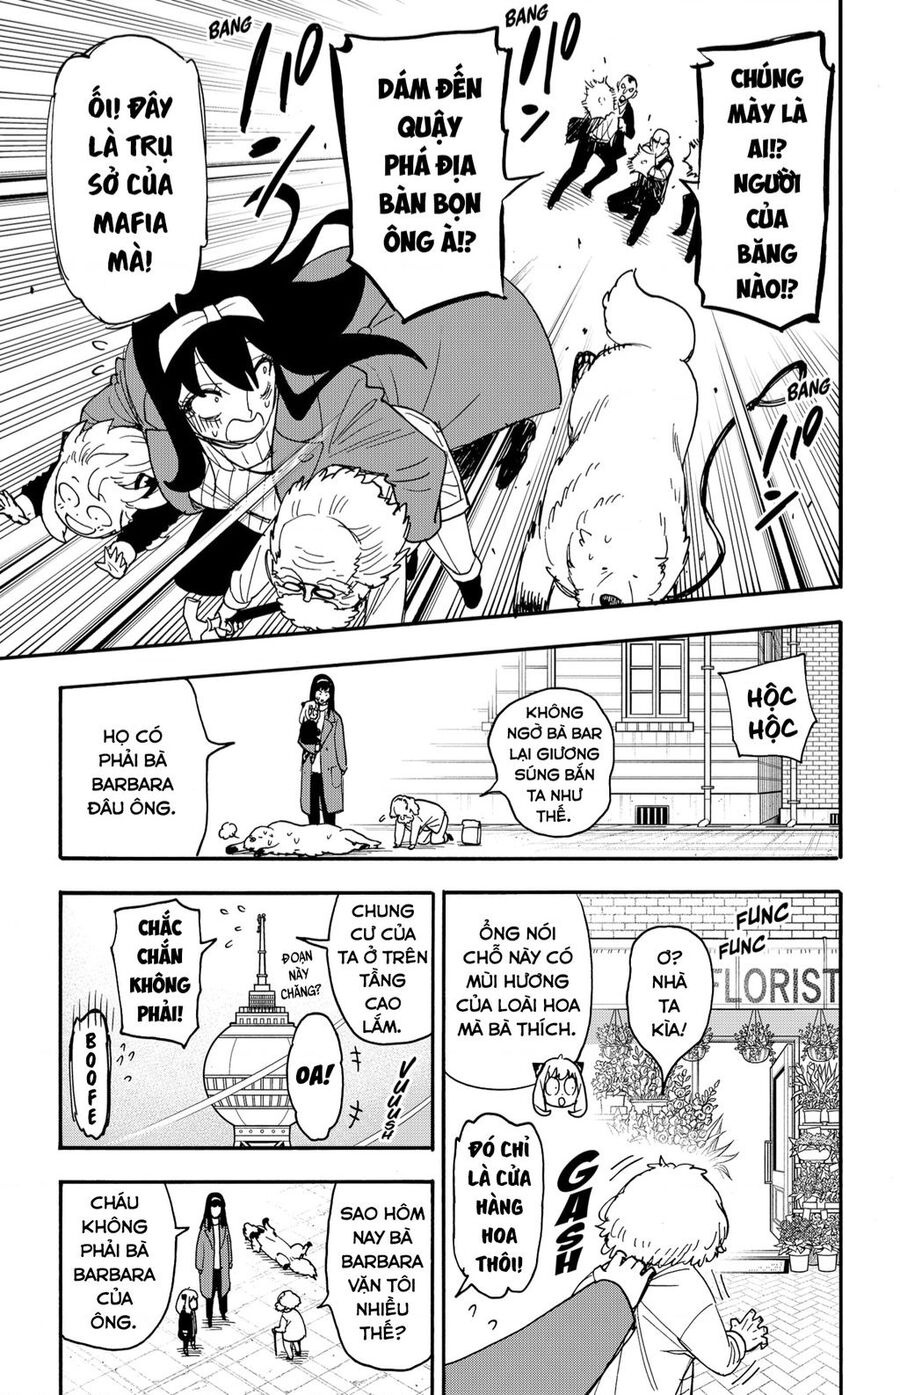 CHÚNG
MÀY LÀ
AI!?
NGƯỜI
CỦA
BĂNG
NÀO!?
BANG
DÁM ĐẾN
QUẬY
PHÁ ĐỊA
BÀN BỌN
ÔNG À!?
BANG
ỐI! ĐÂY
LÀ TRỤ
SỞ CỦA
MAFIA
MÀ!
BANG
HỘC
HỘC
KHÔNG
NGỜ BÀ BAR
LẠI GIƯƠNG
SÚNG BẮN
TA NHƯ
THẾ.
HỌ CÓ
PHẢI BÀ
BARBARA
ĐÂU ÔNG.
FUNC
FUNC
Ơ?
NHÀ
TA
KÌA!
FLORIST
ỔNG NÓI
CHỖ NÀY CÓ
MÙI HƯƠNG
CỦA LOÀI HOA
MÀ BÀ THÍCH.
GASH
ĐÓ CHỈ
LÀ CỬA
HÀNG HOA
THÔI!
CHUNG
CƯ CỦA
TA Ở TRÊN
TẦNG
CAO
LẮM.
ĐOẠN
NÀY
CHĂNG?
OA!
VUUUSH
CHẮC
CHẮN
KHÔNG
PHẢI!
BOOFE
SAO HÔM
NAY BÀ
BARBARA
VẶN TÔI
NHIỀU
THẾ?
CHÁU
KHÔNG
PHẢI BÀ
BARBARA
CỦA
ÔNG.